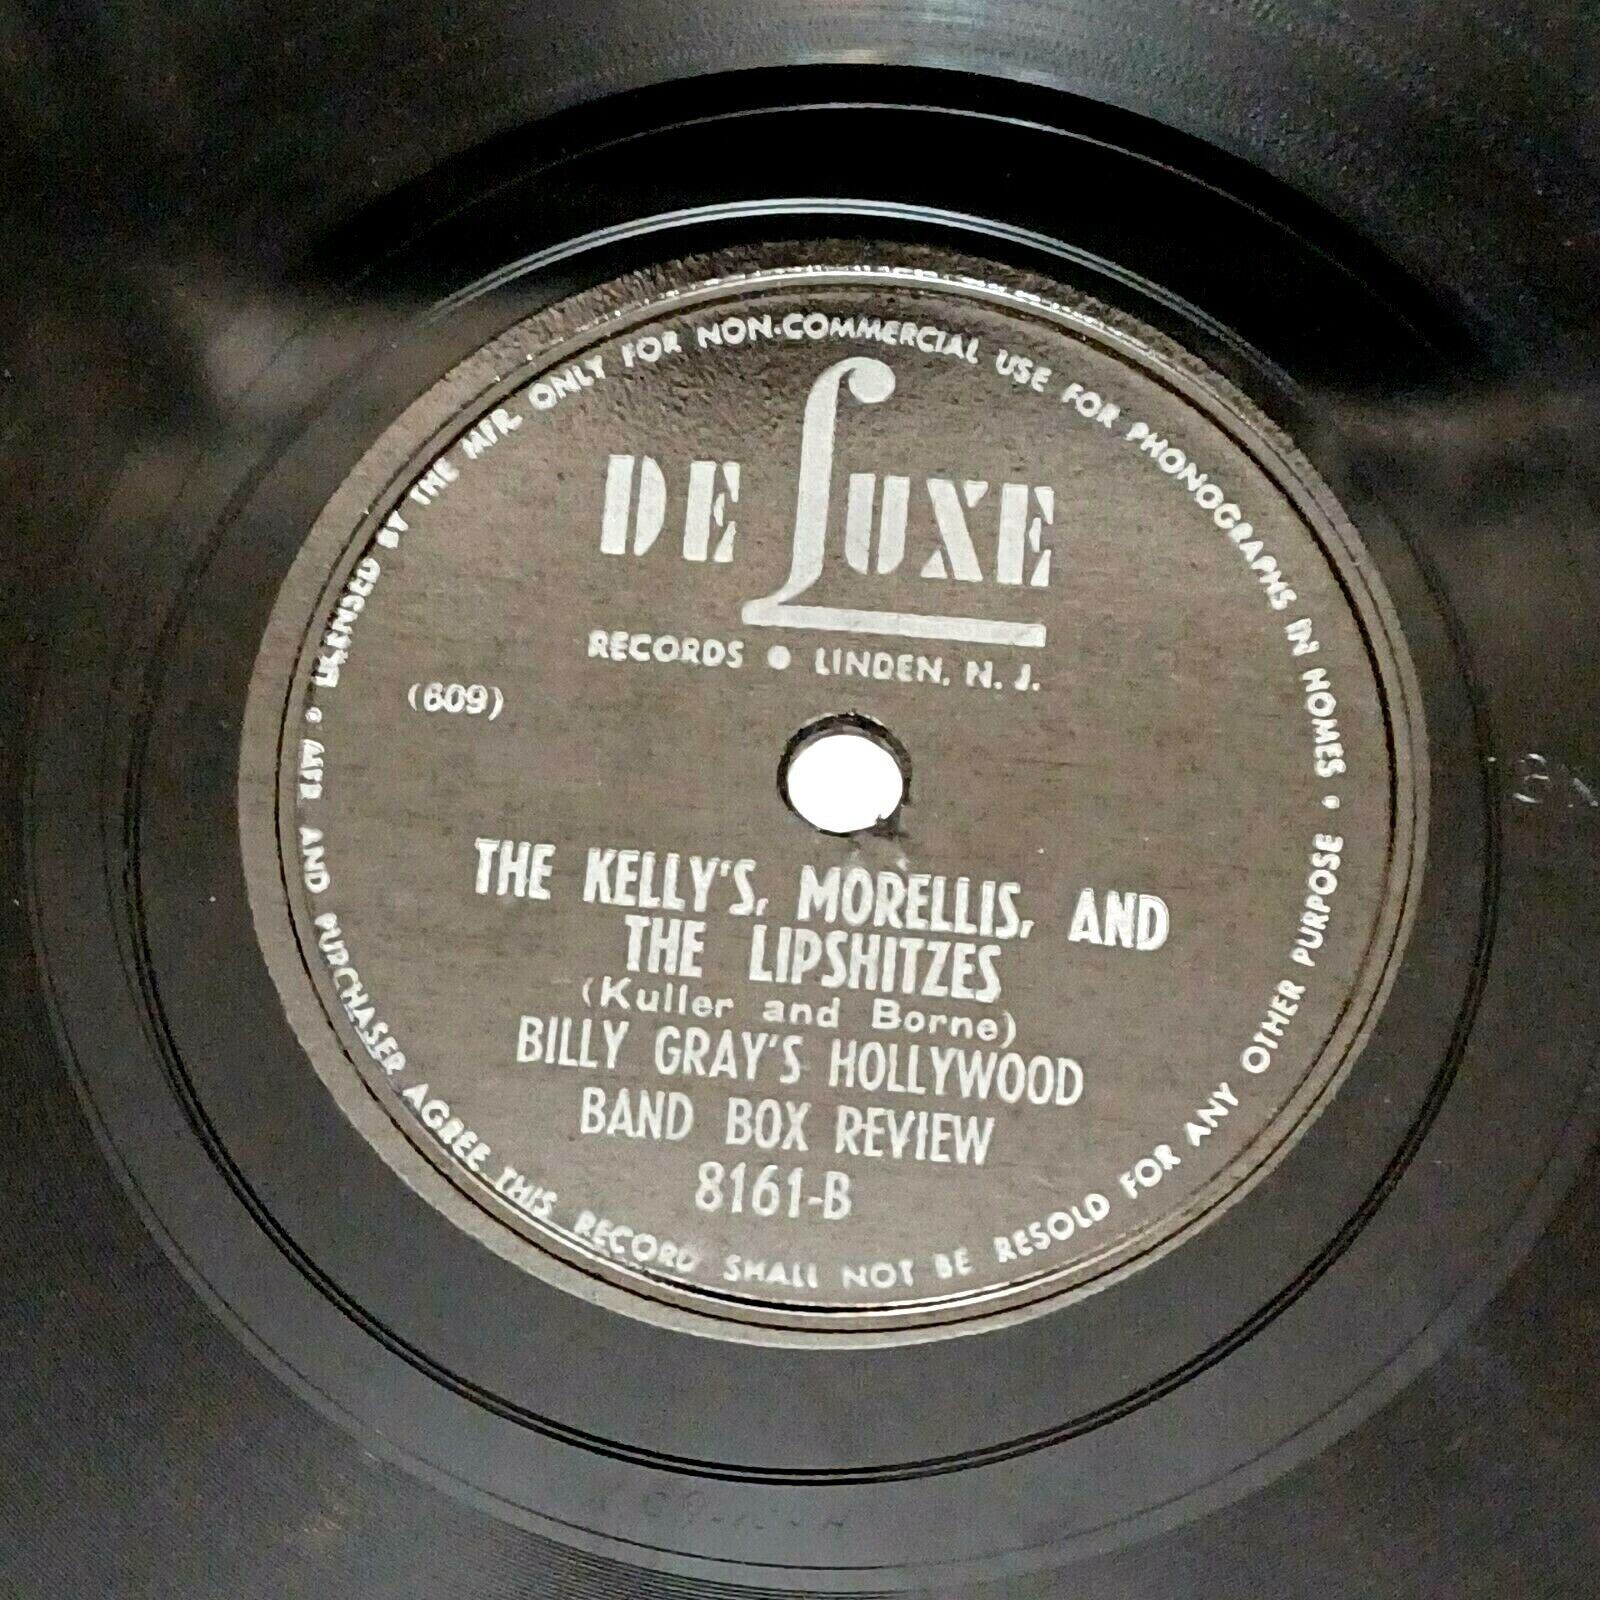 DE LUXE
RECORDS • LINDEN, N. J.
(609)
THE KELLY'S, MORELLIS, AND
THE LIPSHITZES
(Kuller and Borne)
BILLY GRAY'S HOLLYWOOD
BAND BOX REVIEW
8161-B
LICENSED BY THE MFR. ONLY FOR NON-COMMERCIAL USE FOR PHONOGRAPHS IN HOMES • PURPOSE OTHER ANY FOR RESOLD BE NOT SHALL RECORD THIS AGREE PURCHASER AND MFR.